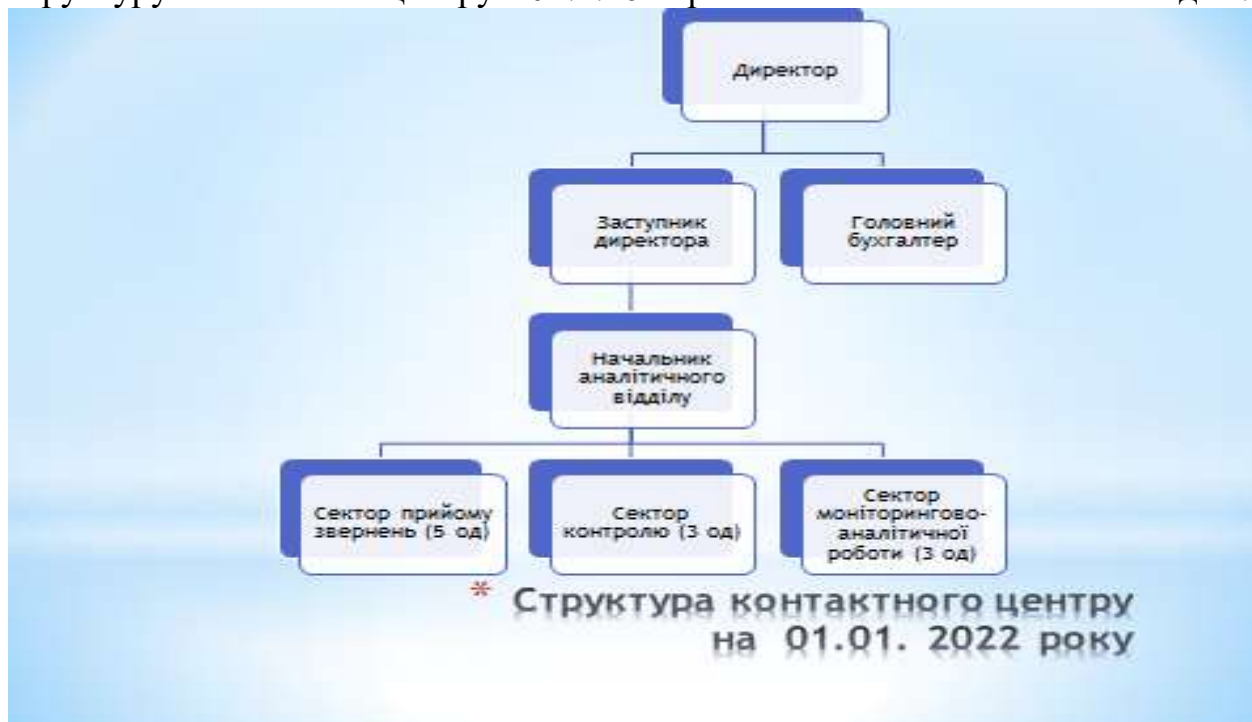 Директор
Заступник
директора
Головний
бухгалтер
Начальник
аналітичного
відділу
Сектор прийому
звернень (5 од)
Сектор
контролю (3 од)
Сектор
моніторингово-
аналітичної
роботи (3 од)
* Структура контактного центру
на 01.01. 2022 року